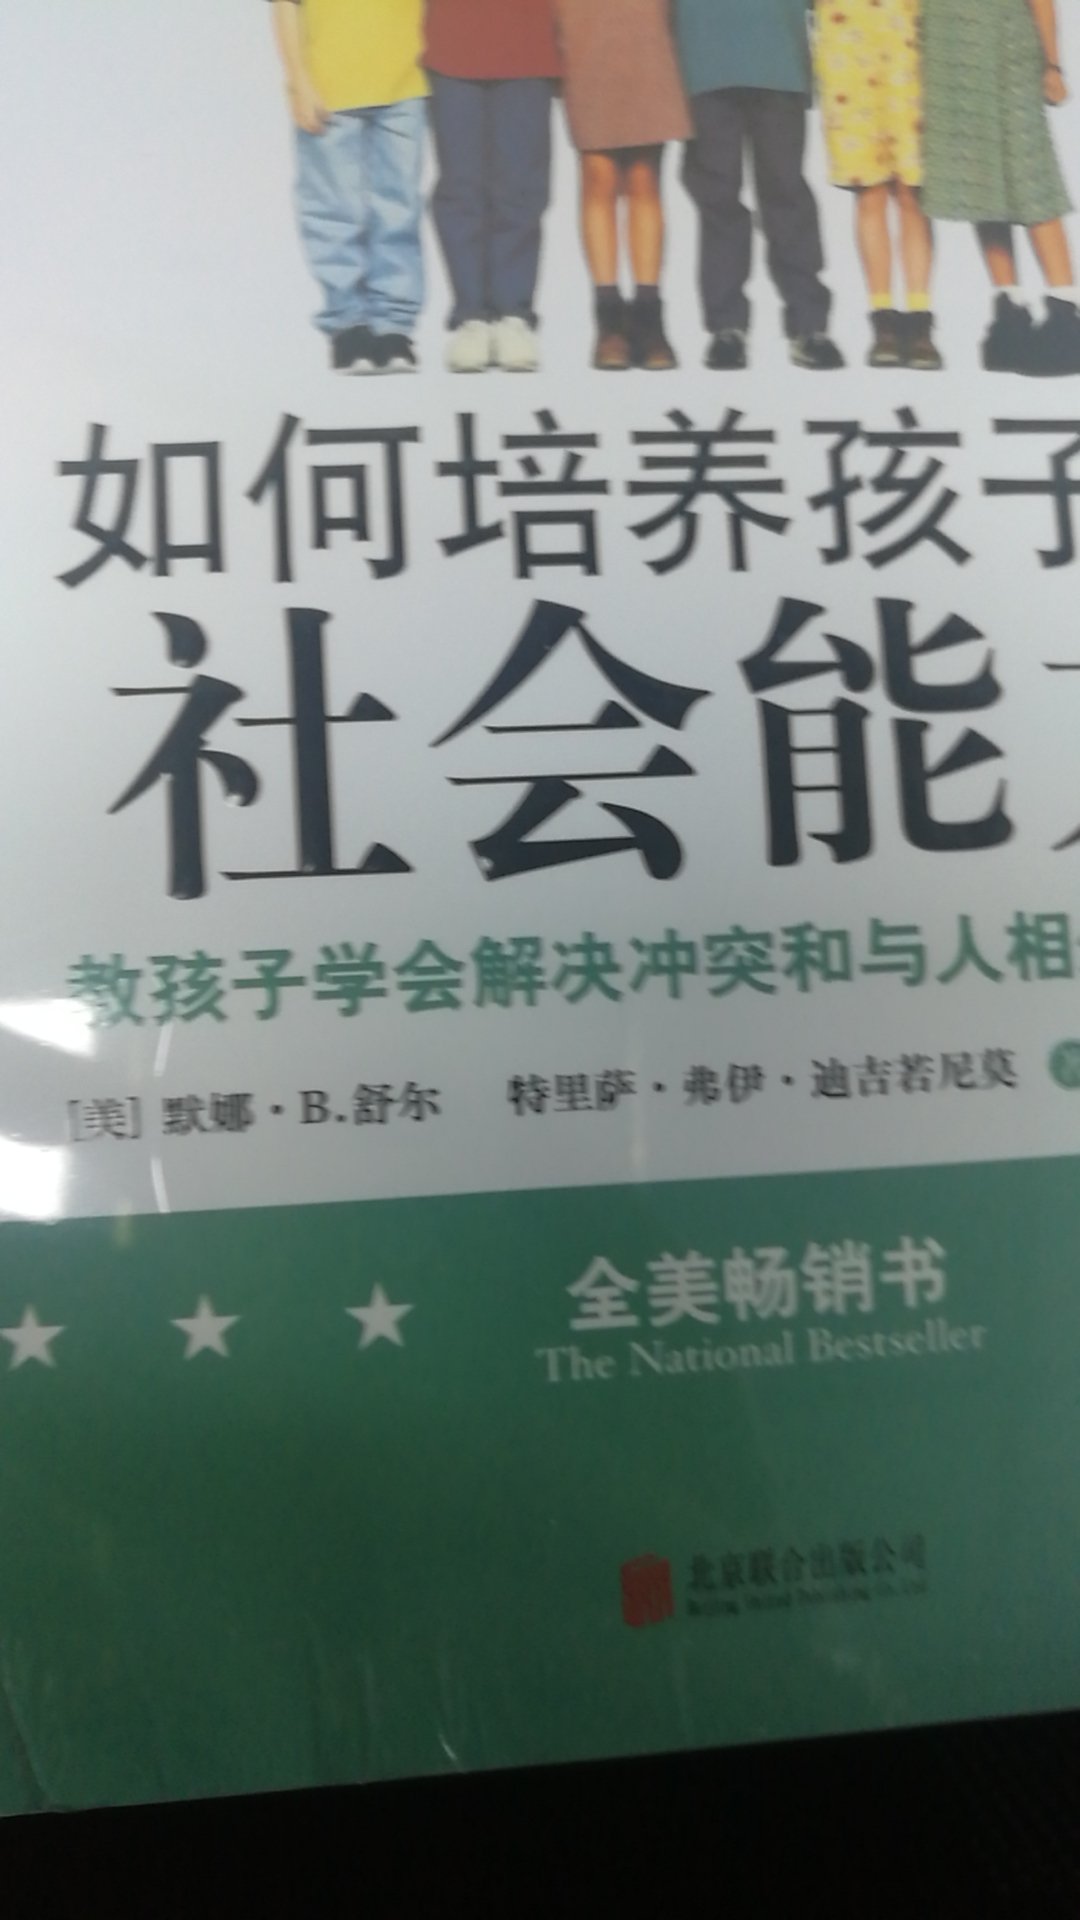 如何培养孩子
社会能
教孩子学会解决冲突和与人相
[美] 默娜·B.舒尔 特里萨·弗伊·迪吉若尼莫
全美畅销书
The National Bestseller
北京联合出版公司